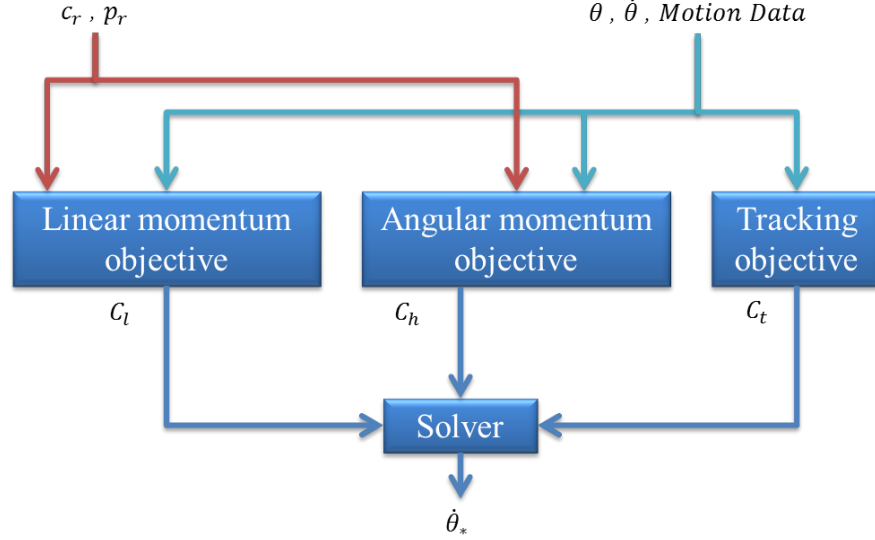 c_r , p_r
θ , θ̇ , Motion Data
Linear momentum
objective
Angular momentum
objective
Tracking
objective
C_l
C_h
C_t
Solver
θ̇_*